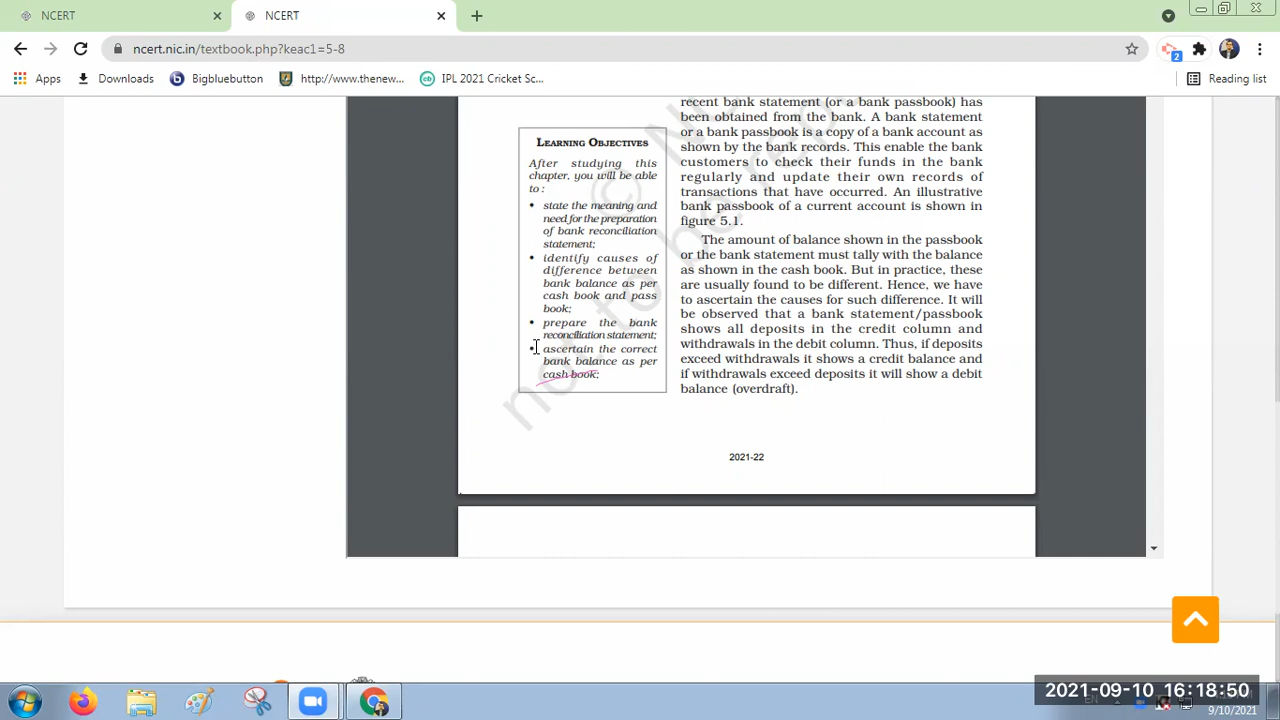 NCERT
NCERT
ncert.nic.in/textbook.php?keac1=5-8
2
Apps
Downloads
Bigbluebutton
http://www.thenew...
IPL 2021 Cricket Sc...
Reading list
LEARNING OBJECTIVES
After studying this
chapter, you will be able
to :
• state the meaning and
need for the preparation
of bank reconciliation
statement;
• identify causes of
difference between
bank balance as per
cash book and pass
book;
• prepare the bank
reconciliation statement;
• ascertain the correct
bank balance as per
cash book;
recent bank statement (or a bank passbook) has
been obtained from the bank. A bank statement
or a bank passbook is a copy of a bank account as
shown by the bank records. This enable the bank
customers to check their funds in the bank
regularly and update their own records of
transactions that have occurred. An illustrative
bank passbook of a current account is shown in
figure 5.1.
The amount of balance shown in the passbook
or the bank statement must tally with the balance
as shown in the cash book. But in practice, these
are usually found to be different. Hence, we have
to ascertain the causes for such difference. It will
be observed that a bank statement/passbook
shows all deposits in the credit column and
withdrawals in the debit column. Thus, if deposits
exceed withdrawals it shows a credit balance and
if withdrawals exceed deposits it will show a debit
balance (overdraft).
2021-22
2021-09-10 16:18:50
9/10/2021